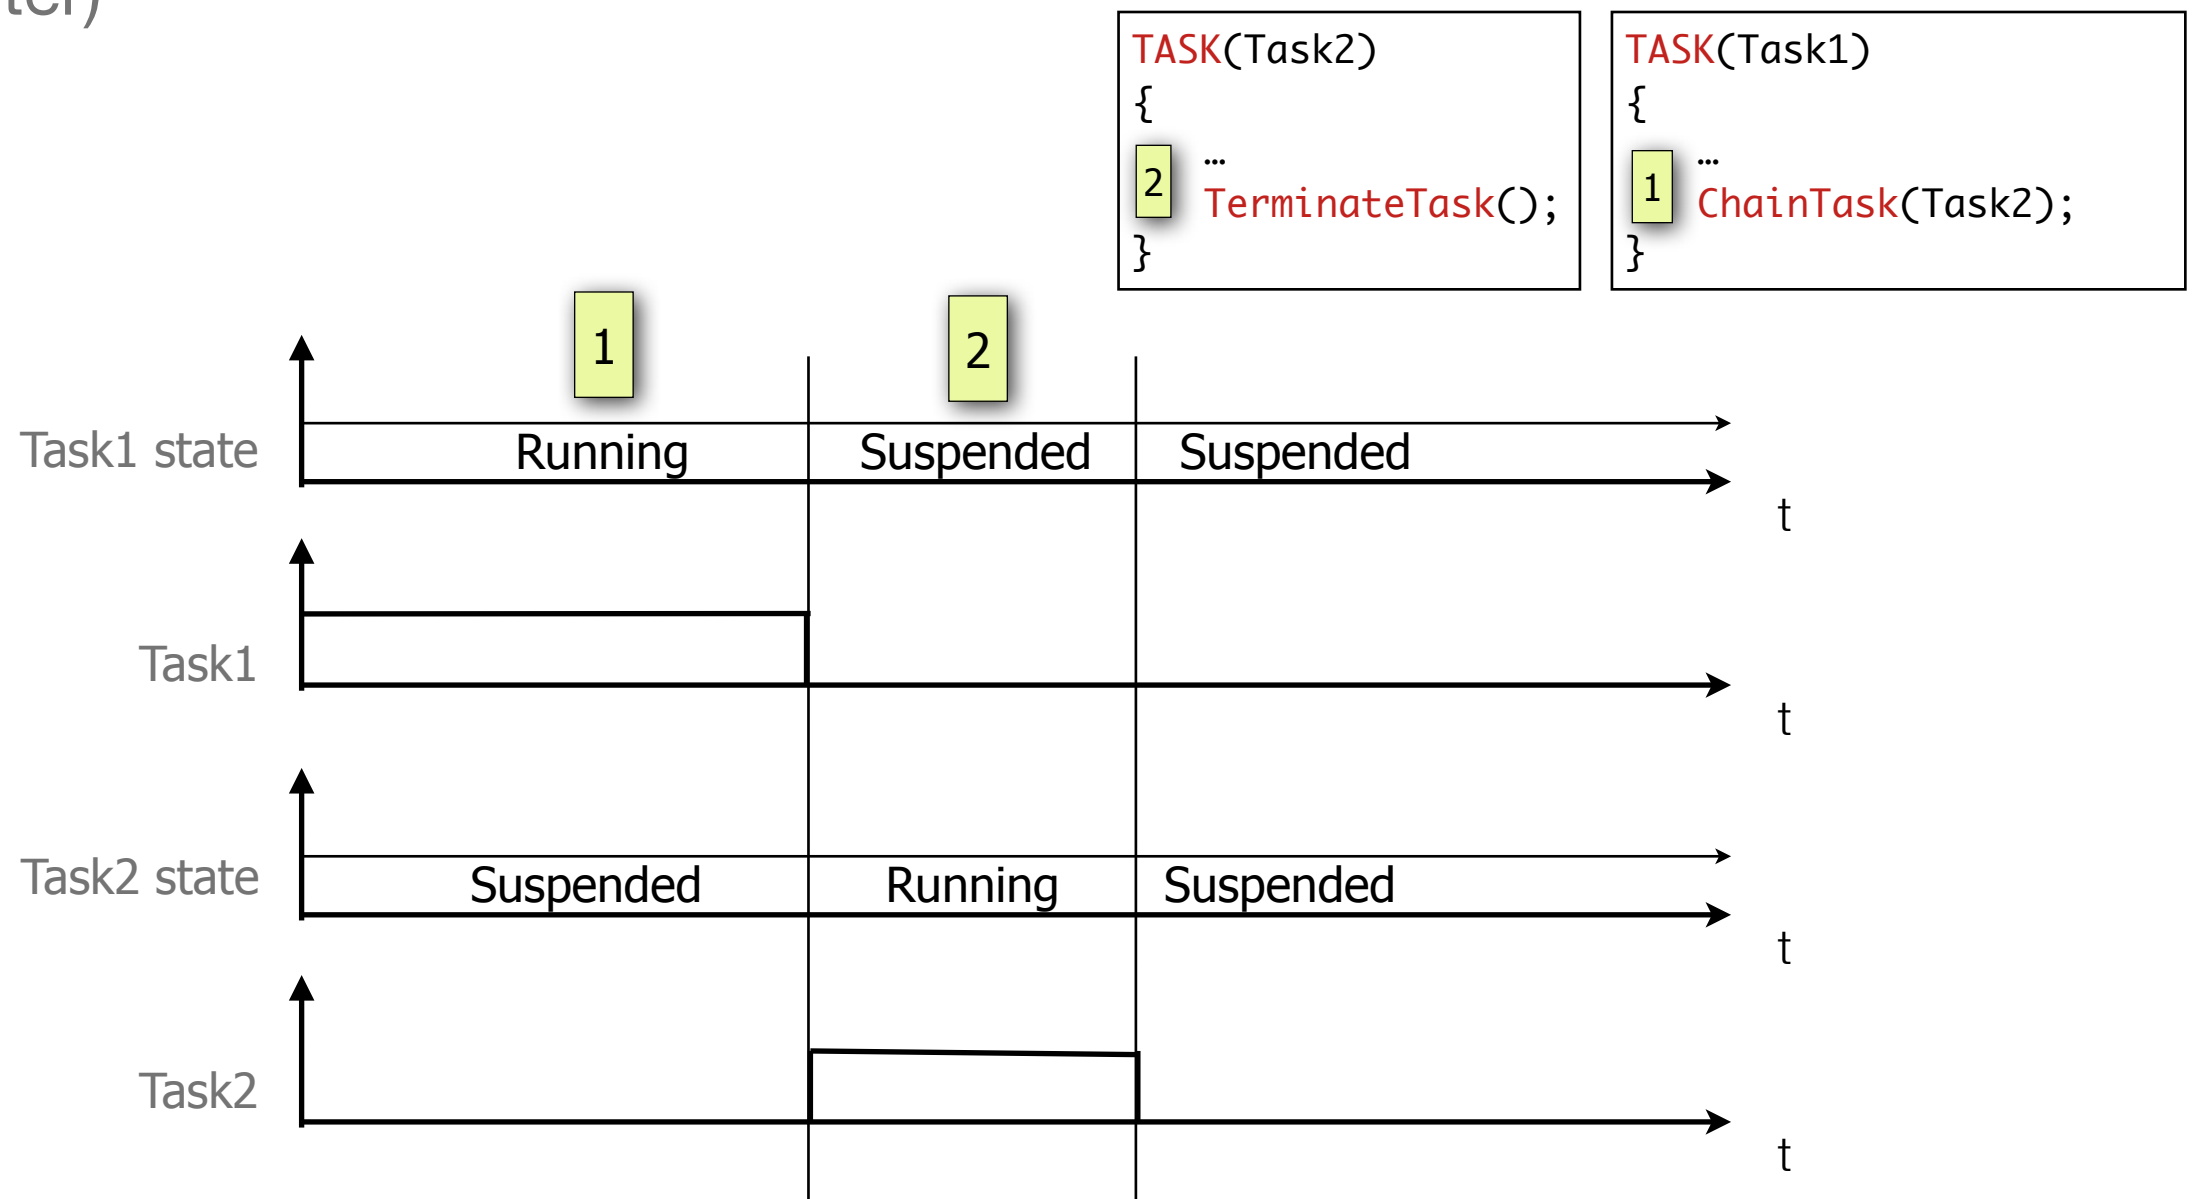 TASK(Task2)
{
…
2 TerminateTask();
}
TASK(Task1)
{
…
1 ChainTask(Task2);
}
1
2
Task1 state
Running
Suspended
Suspended
t
Task1
t
Task2 state
Suspended
Running
Suspended
t
Task2
t